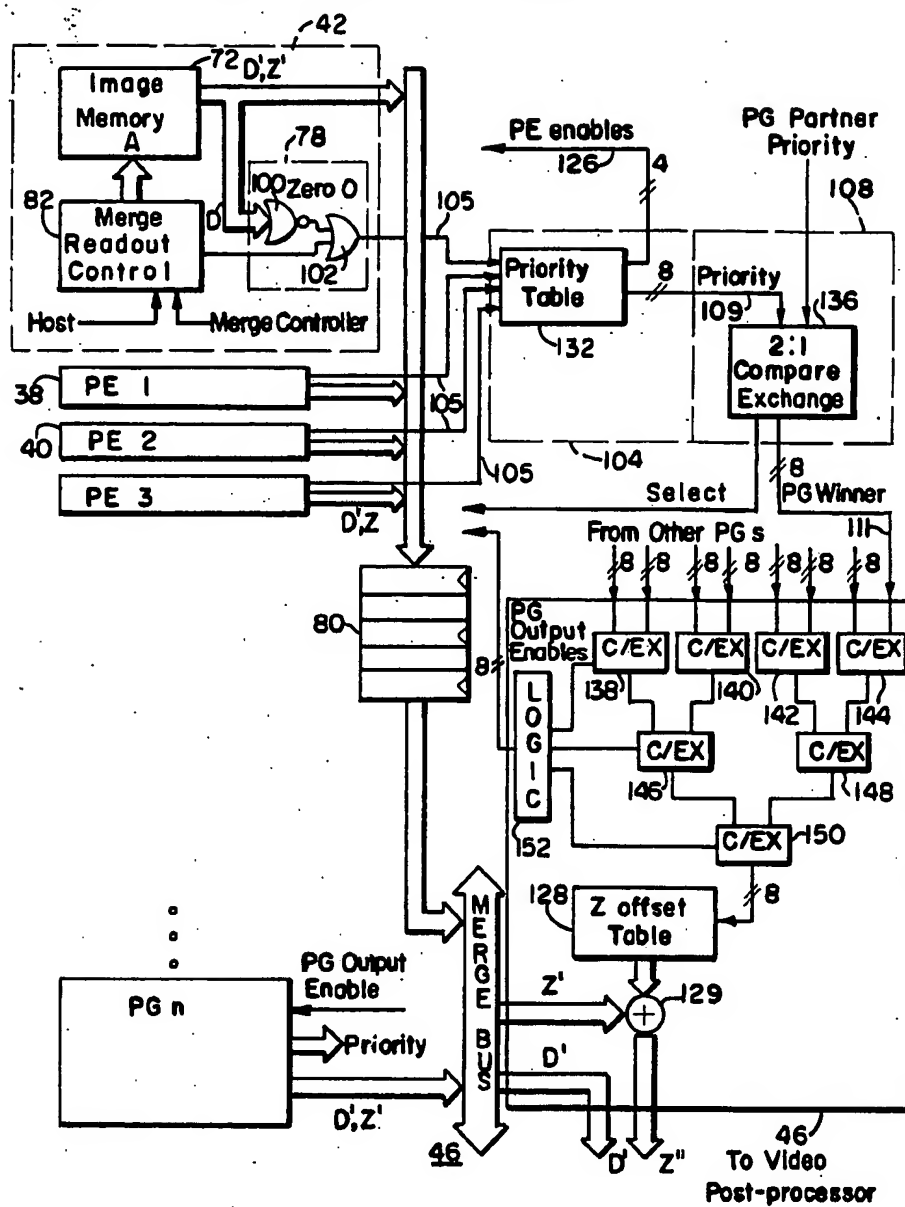 42
72
D',Z'
Image
Memory
A
78
100
Zero 0
D
82
Merge
Readout
Control
102
Host
Merge Controller
PE enables
126
4
PG Partner
Priority
108
105
Priority
Table
132
8
Priority
109
136
2:1
Compare
Exchange
38
PE 1
105
40
PE 2
105
104
8
PE 3
D',Z
Select
PG Winner
111
From Other PGs
8
8
8
8
8
8
8
80
PG
Output
Enables
8
C/EX
C/EX
C/EX
C/EX
138
140
142
144
LOGIC
152
C/EX
C/EX
146
148
C/EX
150
8
128
Z offset
Table
PG Output
Enable
PG n
Priority
D',Z'
MERGE BUS
Z'
129
+
D'
46
D'
Z"
46
To Video
Post-processor